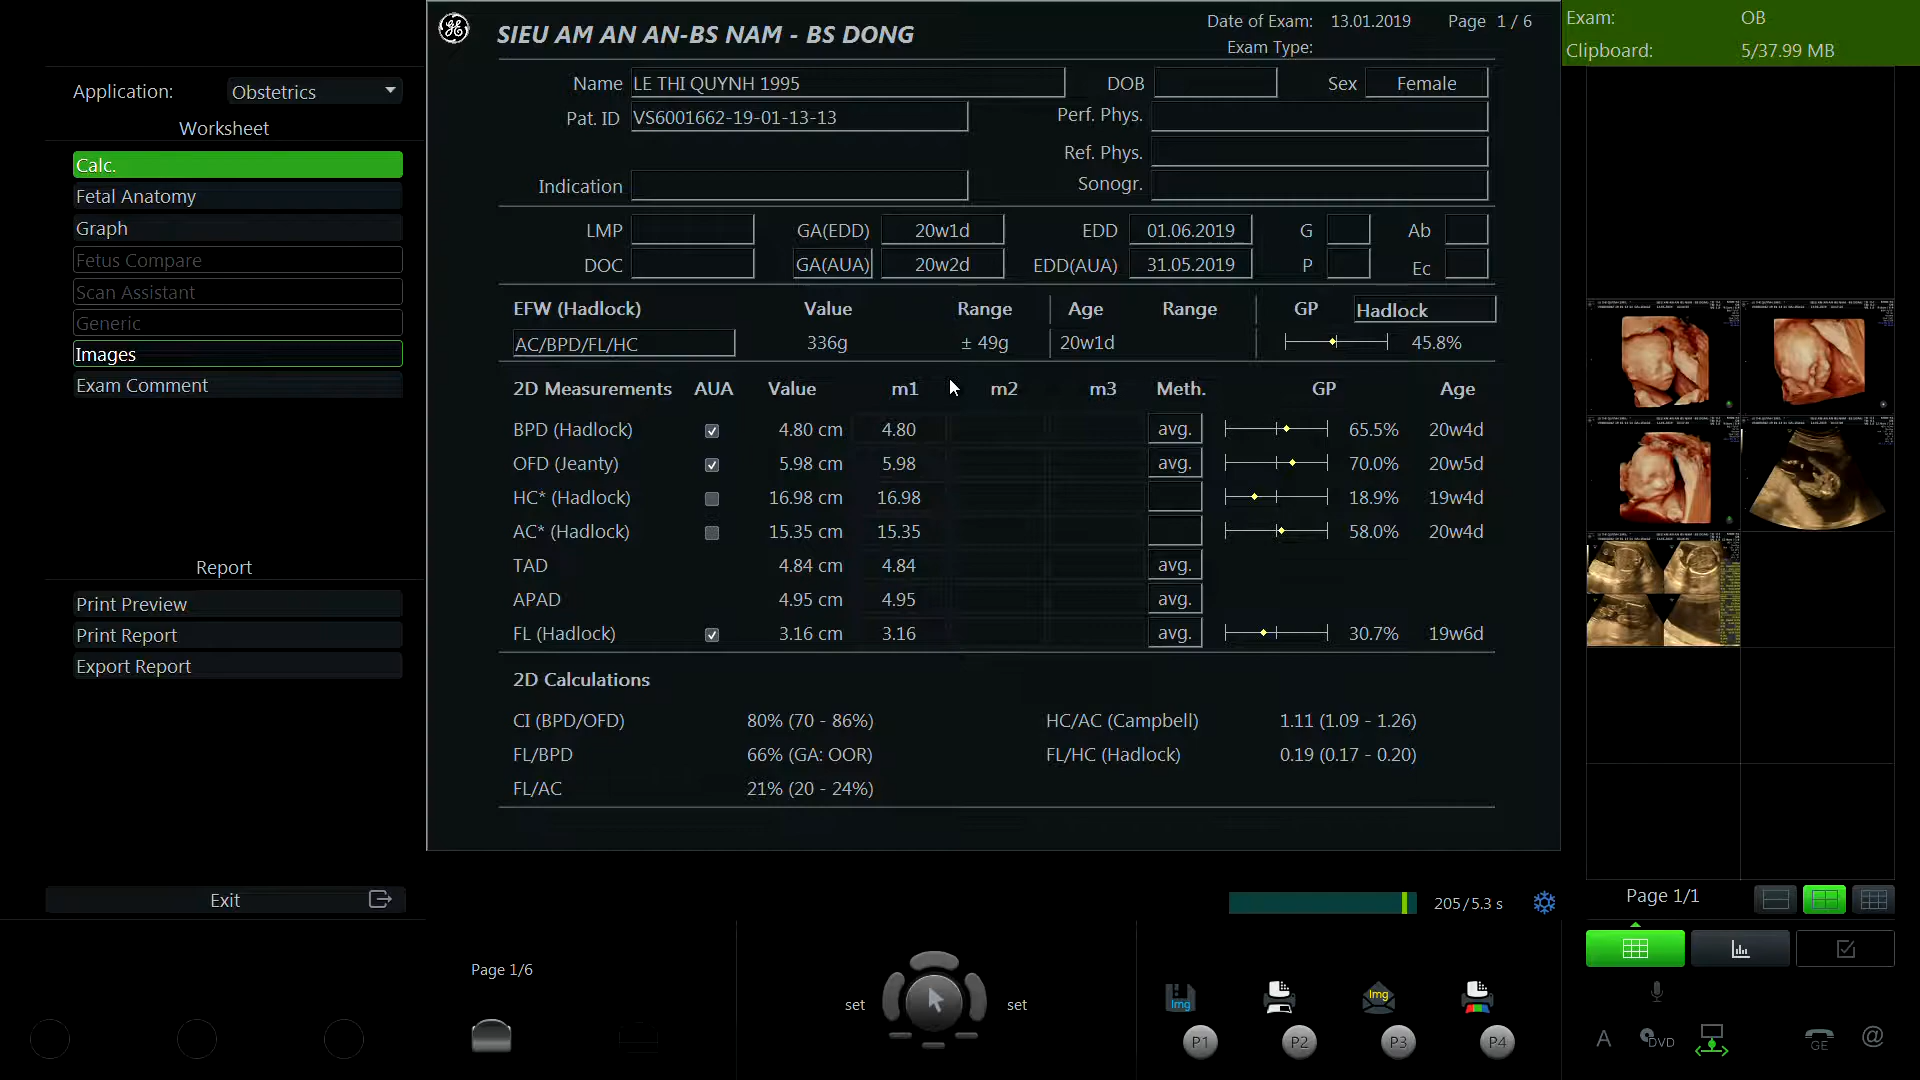 SIEU AM AN AN-BS NAM - BS DONG
Date of Exam: 13.01.2019 Page 1 / 6
Exam Type:
Exam: OB
Clipboard: 5/37.99 MB
Application: Obstetrics
Worksheet
Calc.
Fetal Anatomy
Graph
Fetus Compare
Scan Assistant
Generic
Images
Exam Comment
Report
Print Preview
Print Report
Export Report
Exit
Name LE THI QUYNH 1995 DOB Sex Female
Pat. ID VS6001662-19-01-13-13 Perf. Phys.
Ref. Phys.
Indication Sonogr.
LMP GA(EDD) 20w1d EDD 01.06.2019 G Ab
DOC GA(AUA) 20w2d EDD(AUA) 31.05.2019 P Ec
EFW (Hadlock) Value Range Age Range GP Hadlock
AC/BPD/FL/HC 336g ± 49g 20w1d 45.8%
2D Measurements AUA Value m1 m2 m3 Meth. GP Age
BPD (Hadlock) 4.80 cm 4.80 avg. 65.5% 20w4d
OFD (Jeanty) 5.98 cm 5.98 avg. 70.0% 20w5d
HC* (Hadlock) 16.98 cm 16.98 18.9% 19w4d
AC* (Hadlock) 15.35 cm 15.35 58.0% 20w4d
TAD 4.84 cm 4.84 avg.
APAD 4.95 cm 4.95 avg.
FL (Hadlock) 3.16 cm 3.16 avg. 30.7% 19w6d
2D Calculations
CI (BPD/OFD) 80% (70 - 86%) HC/AC (Campbell) 1.11 (1.09 - 1.26)
FL/BPD 66% (GA: OOR) FL/HC (Hadlock) 0.19 (0.17 - 0.20)
FL/AC 21% (20 - 24%)
205/5.3 s
Page 1/1
Page 1/6
set set
Img Img
P1 P2 P3 P4
A DVD GE @